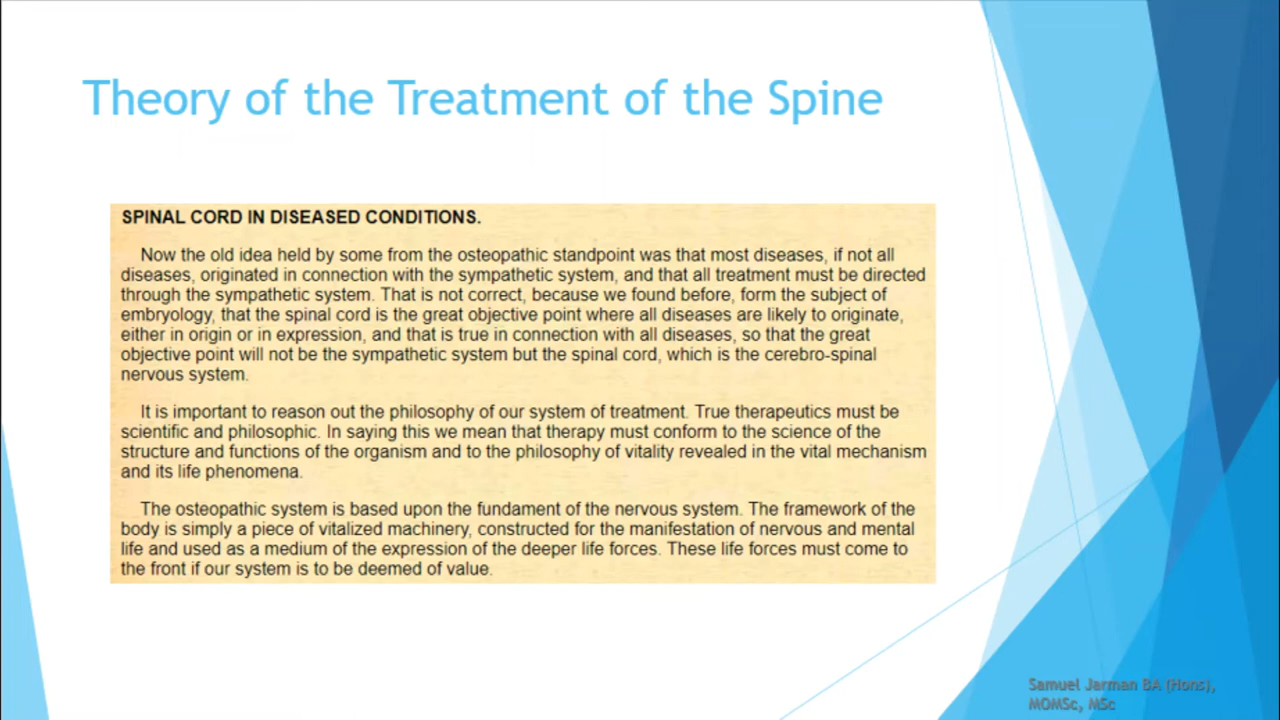 Theory of the Treatment of the Spine
SPINAL CORD IN DISEASED CONDITIONS.
Now the old idea held by some from the osteopathic standpoint was that most diseases, if not all
diseases, originated in connection with the sympathetic system, and that all treatment must be directed
through the sympathetic system. That is not correct, because we found before, form the subject of
embryology, that the spinal cord is the great objective point where all diseases are likely to originate,
either in origin or in expression, and that is true in connection with all diseases, so that the great
objective point will not be the sympathetic system but the spinal cord, which is the cerebro-spinal
nervous system.
It is important to reason out the philosophy of our system of treatment. True therapeutics must be
scientific and philosophic. In saying this we mean that therapy must conform to the science of the
structure and functions of the organism and to the philosophy of vitality revealed in the vital mechanism
and its life phenomena.
The osteopathic system is based upon the fundament of the nervous system. The framework of the
body is simply a piece of vitalized machinery, constructed for the manifestation of nervous and mental
life and used as a medium of the expression of the deeper life forces. These life forces must come to
the front if our system is to be deemed of value.
Samuel Jarman BA (Hons),
MOMSc, MSc